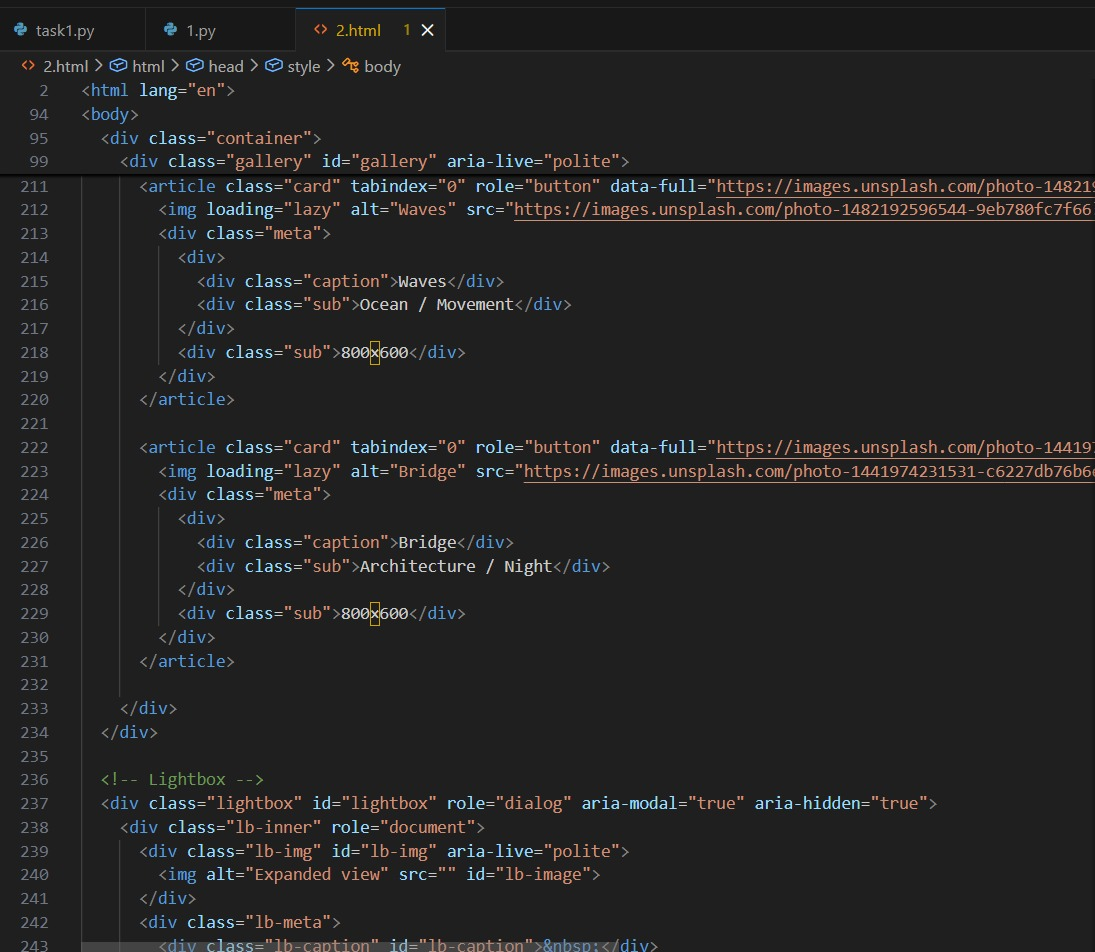 task1.py 1.py 2.html 1
2.html > html > head > style > body
2 <html lang="en">
94 <body>
95 <div class="container">
99 <div class="gallery" id="gallery" aria-live="polite">
211 <article class="card" tabindex="0" role="button" data-full="https://images.unsplash.com/photo-14821
212 <img loading="lazy" alt="Waves" src="https://images.unsplash.com/photo-1482192596544-9eb780fc7f66
213 <div class="meta">
214 <div>
215 <div class="caption">Waves</div>
216 <div class="sub">Ocean / Movement</div>
217 </div>
218 <div class="sub">800×600</div>
219 </div>
220 </article>
221
222 <article class="card" tabindex="0" role="button" data-full="https://images.unsplash.com/photo-14419
223 <img loading="lazy" alt="Bridge" src="https://images.unsplash.com/photo-1441974231531-c6227db76b6
224 <div class="meta">
225 <div>
226 <div class="caption">Bridge</div>
227 <div class="sub">Architecture / Night</div>
228 </div>
229 <div class="sub">800×600</div>
230 </div>
231 </article>
232
233 </div>
234 </div>
235
236 <!-- Lightbox -->
237 <div class="lightbox" id="lightbox" role="dialog" aria-modal="true" aria-hidden="true">
238 <div class="lb-inner" role="document">
239 <div class="lb-img" id="lb-img" aria-live="polite">
240 <img alt="Expanded view" src="" id="lb-image">
241 </div>
242 <div class="lb-meta">
243 <div class="lb-caption" id="lb-caption">&nbsp;</div>